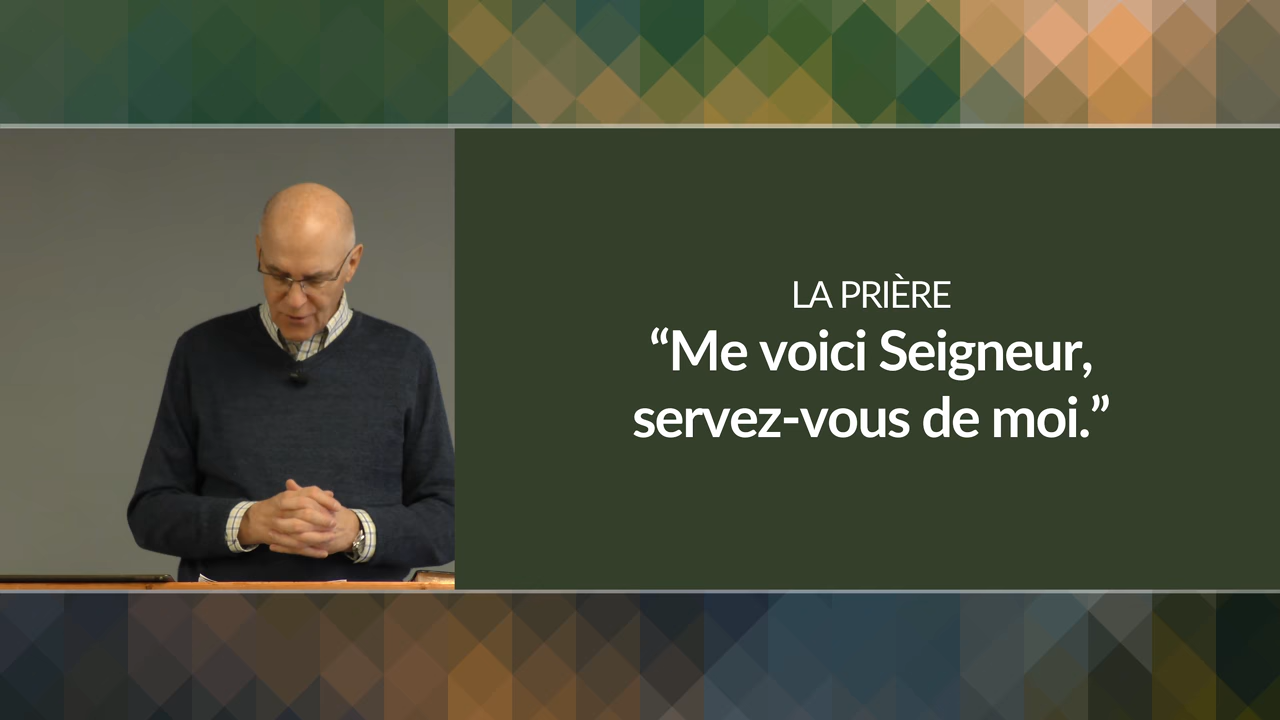 LA PRIÈRE
“Me voici Seigneur,
servez-vous de moi.”